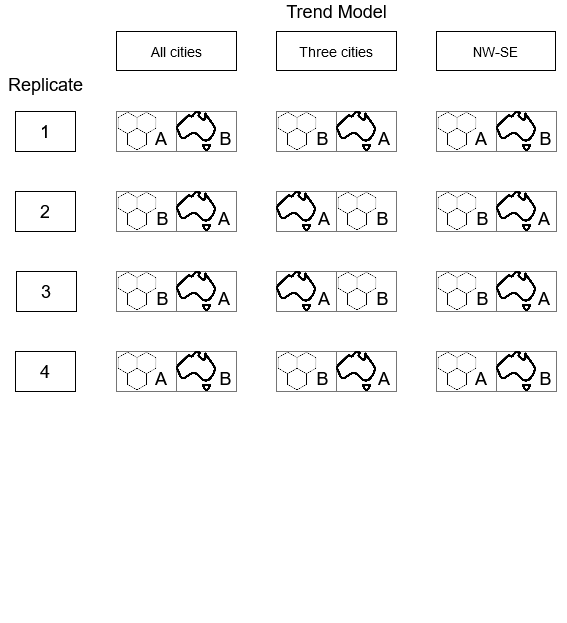 Trend Model
All cities Three cities NW-SE
Replicate
1 A B B A A B
2 B A A B B A
3 B A A B B A
4 A B B A A B